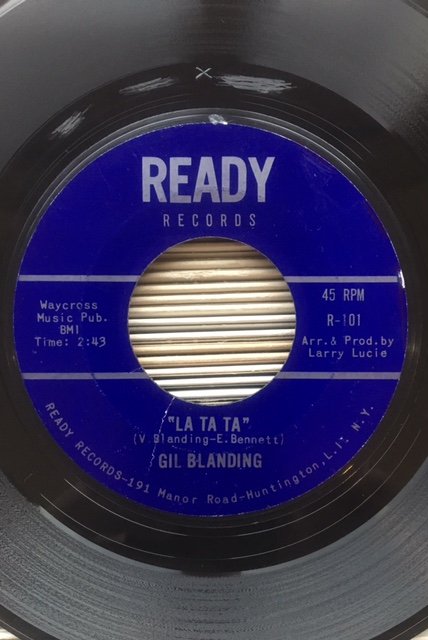 READY
RECORDS
Waycross
Music Pub.
BMI
Time: 2:43
45 RPM
R-101
Arr. & Prod. by
Larry Lucie
"LA TA TA"
(V. Blanding-E. Bennett)
GIL BLANDING
READY RECORDS-191 Manor Road-Huntington, L.I. N.Y.